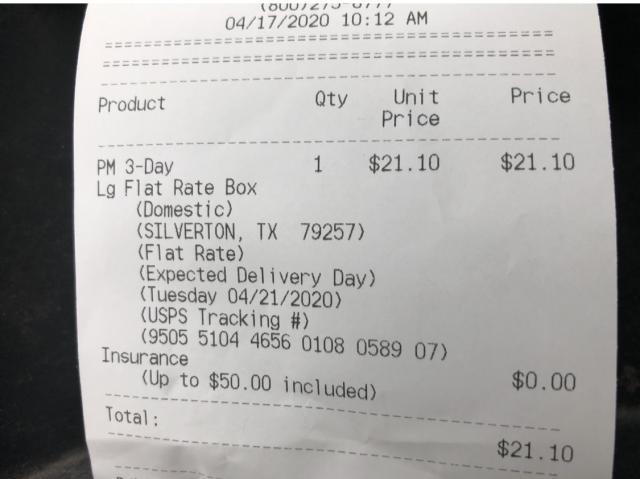 04/17/2020 10:12 AM
Product Qty Unit Price Price
PM 3-Day 1 $21.10 $21.10
Lg Flat Rate Box
(Domestic)
(SILVERTON, TX 79257)
(Flat Rate)
(Expected Delivery Day)
(Tuesday 04/21/2020)
(USPS Tracking #)
(9505 5104 4656 0108 0589 07)
Insurance
(Up to $50.00 included) $0.00
Total:
$21.10